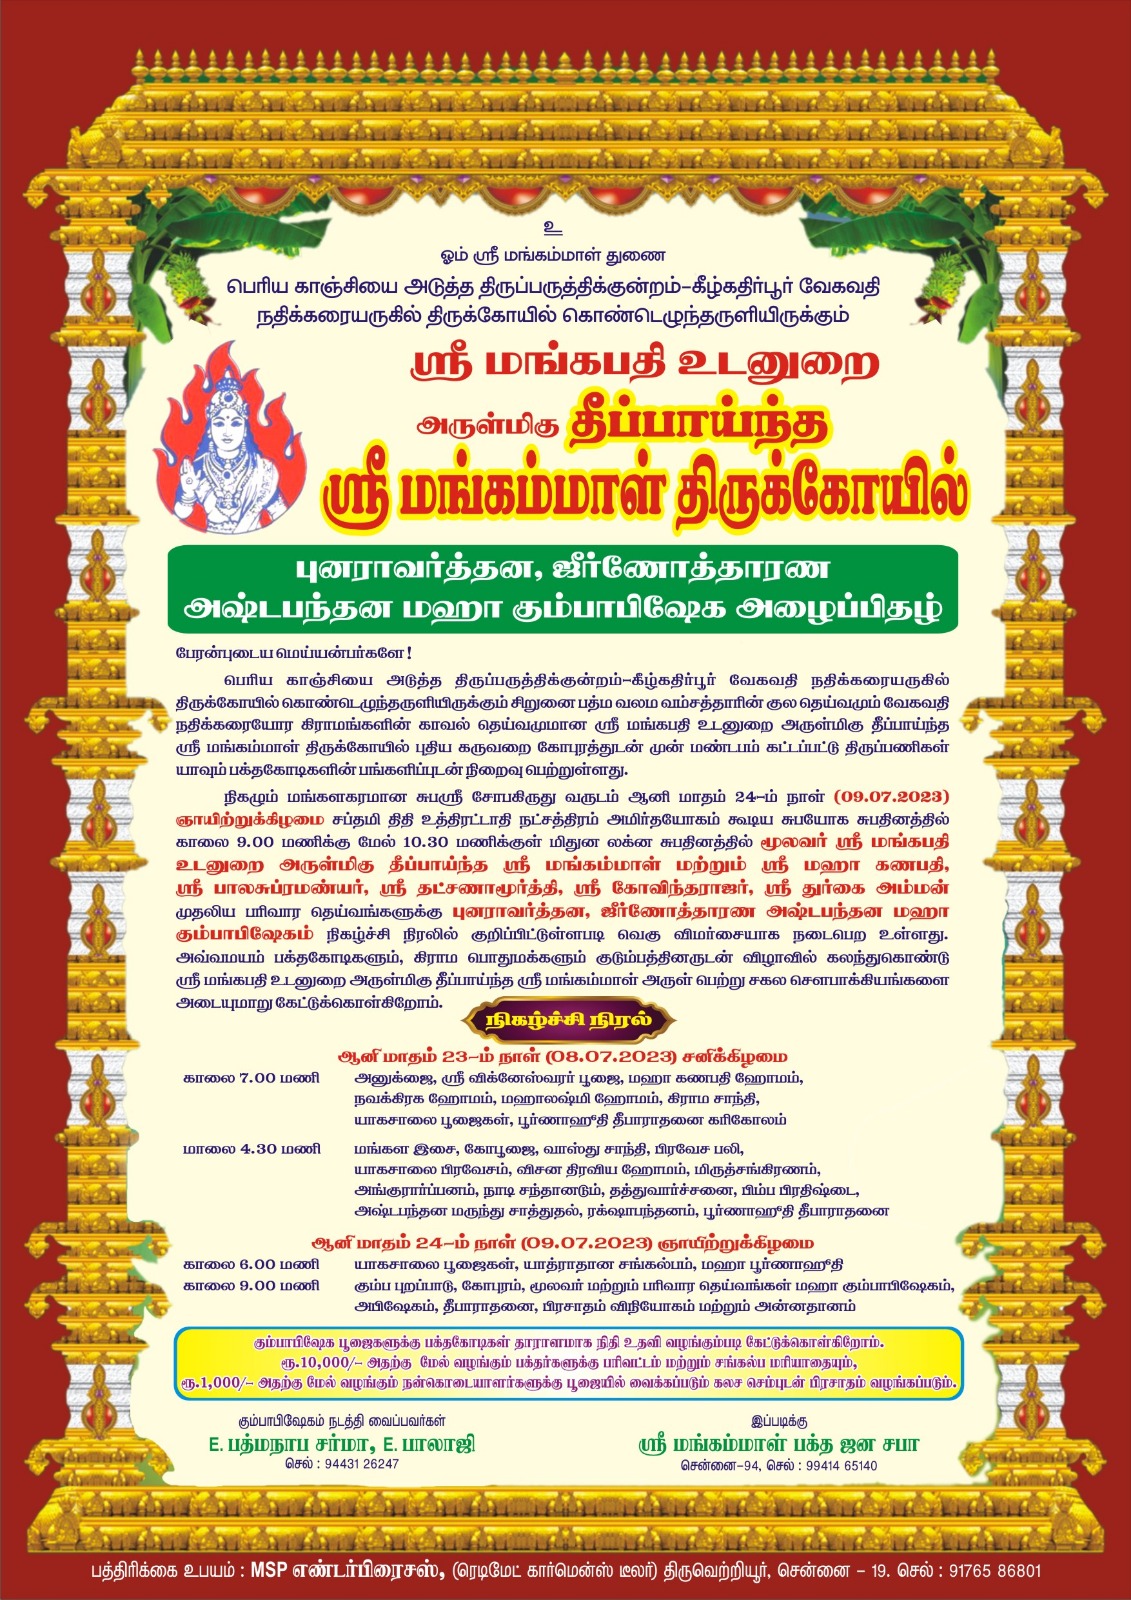 உ
ஓம் ஸ்ரீ மங்கம்மாள் துணை
பெரிய காஞ்சியை அடுத்த திருப்பருத்திக்குன்றம்-கீழ்கதிர்பூர் வேகவதி
நதிக்கரையருகில் திருக்கோயில் கொண்டெழுந்தருளியிருக்கும்
ஸ்ரீ மங்கபதி உடனுறை
அருள்மிகு தீப்பாய்ந்த
ஸ்ரீ மங்கம்மாள் திருக்கோயில்
புனராவர்த்தன, ஜீர்ணோத்தாரண
அஷ்டபந்தன மஹா கும்பாபிஷேக அழைப்பிதழ்
பேரன்புடைய மெய்யன்பர்களே !
பெரிய காஞ்சியை அடுத்த திருப்பருத்திக்குன்றம்-கீழ்கதிர்பூர் வேகவதி நதிக்கரையருகில்
திருக்கோயில் கொண்டெழுந்தருளியிருக்கும் சிறுனை பத்ம வலம வம்சத்தாரின் குல தெய்வமும் வேகவதி
நதிக்கரையோர கிராமங்களின் காவல் தெய்வமுமான ஸ்ரீ மங்கபதி உடனுறை அருள்மிகு தீப்பாய்ந்த
ஸ்ரீ மங்கம்மாள் திருக்கோயில் புதிய கருவறை கோபுரத்துடன் முன் மண்டபம் கட்டப்பட்டு திருப்பணிகள்
யாவும் பக்தகோடிகளின் பங்களிப்புடன் நிறைவு பெற்றுள்ளது.
நிகழும் மங்களகரமான சுபஸ்ரீ சோபகிருது வருடம் ஆனி மாதம் 24-ம் நாள் (09.07.2023)
ஞாயிற்றுக்கிழமை சப்தமி திதி உத்திரட்டாதி நட்சத்திரம் அமிர்தயோகம் கூடிய சுபயோக சுபதினத்தில்
காலை 9.00 மணிக்கு மேல் 10.30 மணிக்குள் மிதுன லக்ன சுபதினத்தில் மூலவர் ஸ்ரீ மங்கபதி
உடனுறை அருள்மிகு தீப்பாய்ந்த ஸ்ரீ மங்கம்மாள் மற்றும் ஸ்ரீ மஹா கணபதி,
ஸ்ரீ பாலசுப்ரமண்யர், ஸ்ரீ தட்சணாமூர்த்தி, ஸ்ரீ கோவிந்தராஜர், ஸ்ரீ துர்கை அம்மன்
முதலிய பரிவார தெய்வங்களுக்கு புனராவர்த்தன, ஜீர்ணோத்தாரண அஷ்டபந்தன மஹா
கும்பாபிஷேகம் நிகழ்ச்சி நிரலில் குறிப்பிட்டுள்ளபடி வெகு விமர்சையாக நடைபெற உள்ளது.
அவ்வமயம் பக்தகோடிகளும், கிராம பொதுமக்களும் குடும்பத்தினருடன் விழாவில் கலந்துகொண்டு
ஸ்ரீ மங்கபதி உடனுறை அருள்மிகு தீப்பாய்ந்த ஸ்ரீ மங்கம்மாள் அருள் பெற்று சகல சௌபாக்கியங்களை
அடையுமாறு கேட்டுக்கொள்கிறோம்.
நிகழ்ச்சி நிரல்
ஆனி மாதம் 23-ம் நாள் (08.07.2023) சனிக்கிழமை
காலை 7.00 மணி அனுக்ஜை, ஸ்ரீ விக்னேஸ்வரர் பூஜை, மஹா கணபதி ஹோமம்,
நவக்கிரக ஹோமம், மஹாலஷ்மி ஹோமம், கிராம சாந்தி,
யாகசாலை பூஜைகள், பூர்ணாஹூதி தீபாராதனை கரிகோலம்
மாலை 4.30 மணி மங்கள இசை, கோபூஜை, வாஸ்து சாந்தி, பிரவேச பலி,
யாகசாலை பிரவேசம், விசன திரவிய ஹோமம், மிருத்சங்கிரணம்,
அங்குரார்ப்பனம், நாடி சந்தானடும், தத்துவார்ச்சனை, பிம்ப பிரதிஷ்டை,
அஷ்டபந்தன மருந்து சாத்துதல், ரக்‌ஷாபந்தனம், பூர்ணாஹூதி தீபாராதனை
ஆனி மாதம் 24-ம் நாள் (09.07.2023) ஞாயிற்றுக்கிழமை
காலை 6.00 மணி யாகசாலை பூஜைகள், யாத்ராதான சங்கல்பம், மஹா பூர்ணாஹூதி
காலை 9.00 மணி கும்ப புறப்பாடு, கோபுரம், மூலவர் மற்றும் பரிவார தெய்வங்கள் மஹா கும்பாபிஷேகம்,
அபிஷேகம், தீபாராதனை, பிரசாதம் விநியோகம் மற்றும் அன்னதானம்
கும்பாபிஷேக பூஜைகளுக்கு பக்தகோடிகள் தாராளமாக நிதி உதவி வழங்கும்படி கேட்டுக்கொள்கிறோம்.
ரூ.10,000/- அதற்கு மேல் வழங்கும் பக்தர்களுக்கு பரிவட்டம் மற்றும் சங்கல்ப மரியாதையும்,
ரூ.1,000/- அதற்கு மேல் வழங்கும் நன்கொடையாளர்களுக்கு பூஜையில் வைக்கப்படும் கலச செம்புடன் பிரசாதம் வழங்கப்படும்.
கும்பாபிஷேகம் நடத்தி வைப்பவர்கள்
E. பத்மநாப சர்மா, E. பாலாஜி
செல் : 94431 26247
இப்படிக்கு
ஸ்ரீ மங்கம்மாள் பக்த ஜன சபா
சென்னை-94, செல் : 99414 65140
பத்திரிக்கை உபயம் : MSP எண்டர்பிரைசஸ், (ரெடிமேட் கார்மென்ஸ் டீலர்) திருவெற்றியூர், சென்னை - 19. செல் : 91765 86801